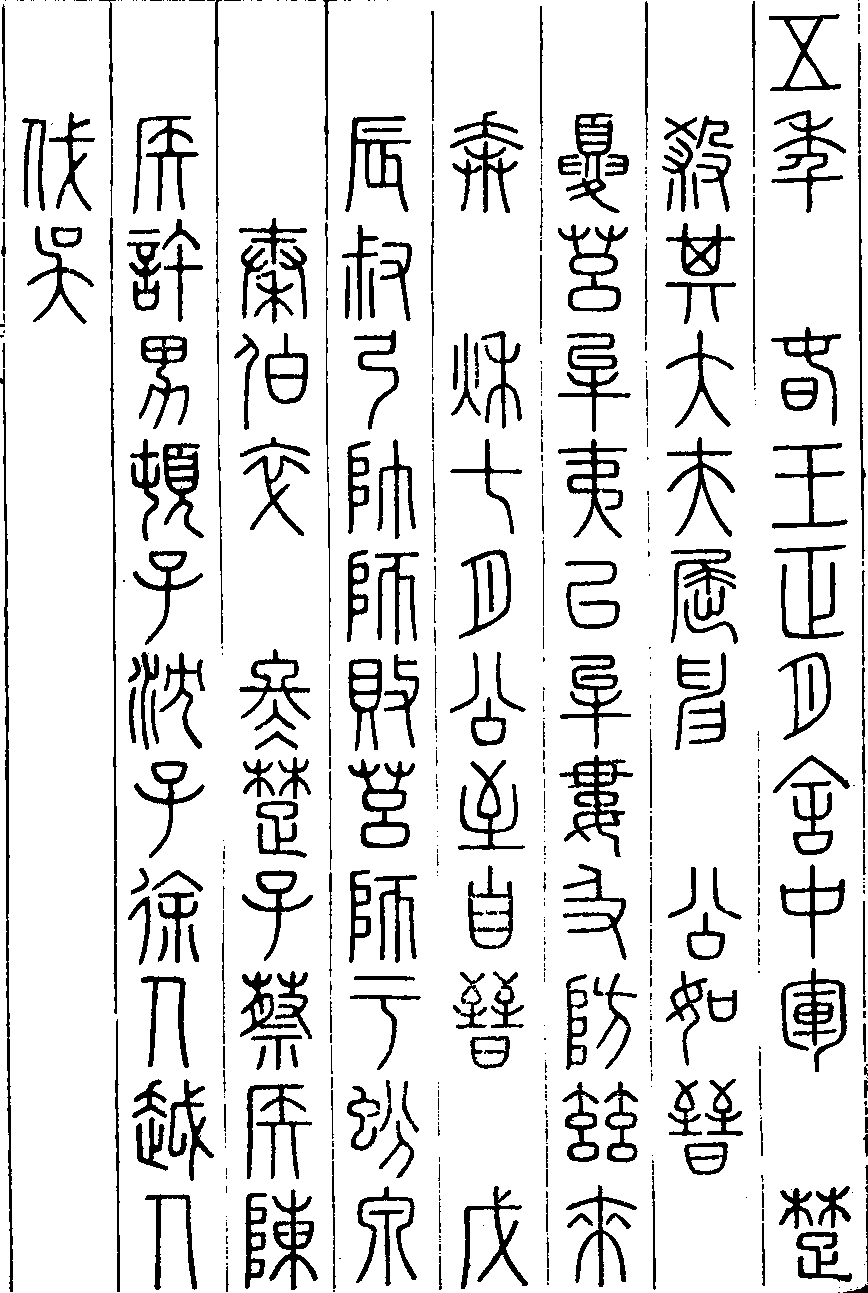 五年　春王正月舍中軍　楚
殺其大夫屈申　公如晉
夏莒牟夷以牟婁及防茲來
奔　秋七月公至自晉　戊
辰叔弓帥師敗莒師于蚡泉
秦伯卒　冬楚子蔡侯陳
侯許男頓子沈子徐人越人
伐吳